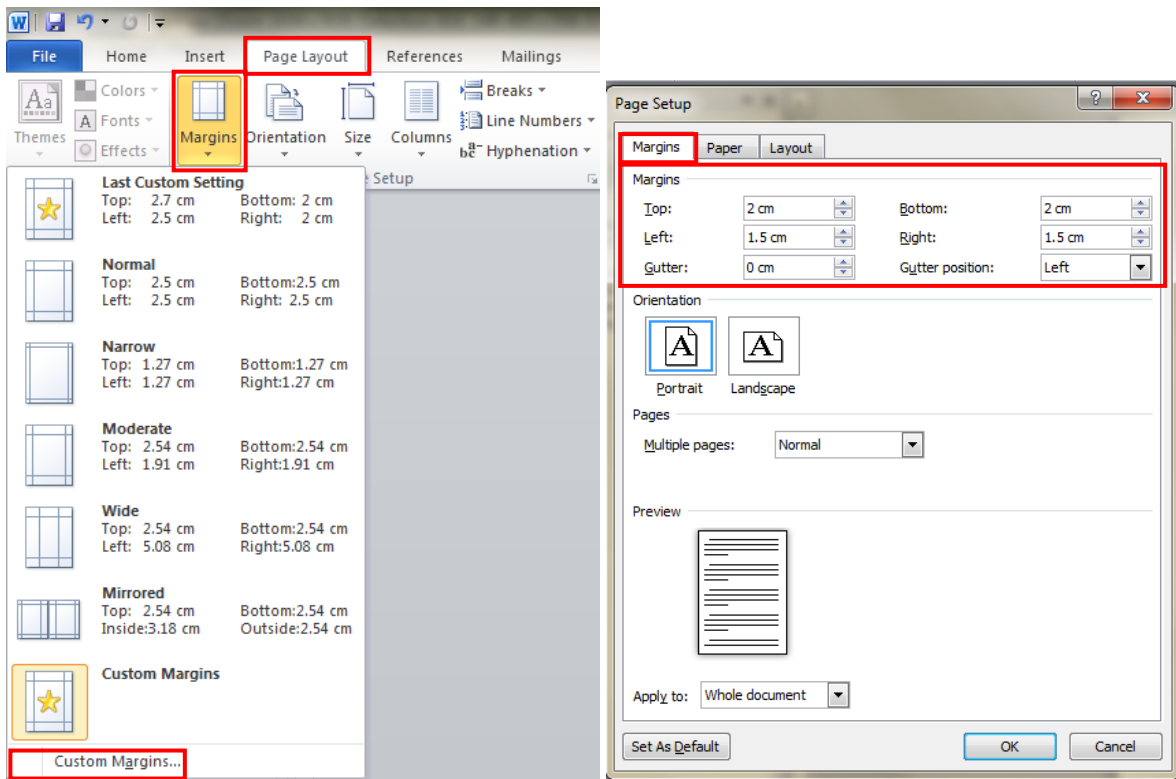 W
File Home Insert Page Layout References Mailings
Aa
Themes
Colors
A Fonts
Effects
Margins
Orientation
Size
Columns
Breaks
Line Numbers
bc a- Hyphenation
Setup
Last Custom Setting
Top: 2.7 cm Bottom: 2 cm
Left: 2.5 cm Right: 2 cm
Normal
Top: 2.5 cm Bottom:2.5 cm
Left: 2.5 cm Right: 2.5 cm
Narrow
Top: 1.27 cm Bottom:1.27 cm
Left: 1.27 cm Right:1.27 cm
Moderate
Top: 2.54 cm Bottom:2.54 cm
Left: 1.91 cm Right:1.91 cm
Wide
Top: 2.54 cm Bottom:2.54 cm
Left: 5.08 cm Right:5.08 cm
Mirrored
Top: 2.54 cm Bottom:2.54 cm
Inside:3.18 cm Outside:2.54 cm
Custom Margins
Custom Margins...
Page Setup ? X
Margins Paper Layout
Margins
Top: 2 cm Bottom: 2 cm
Left: 1.5 cm Right: 1.5 cm
Gutter: 0 cm Gutter position: Left
Orientation
A A
Portrait Landscape
Pages
Multiple pages: Normal
Preview
Apply to: Whole document
Set As Default OK Cancel